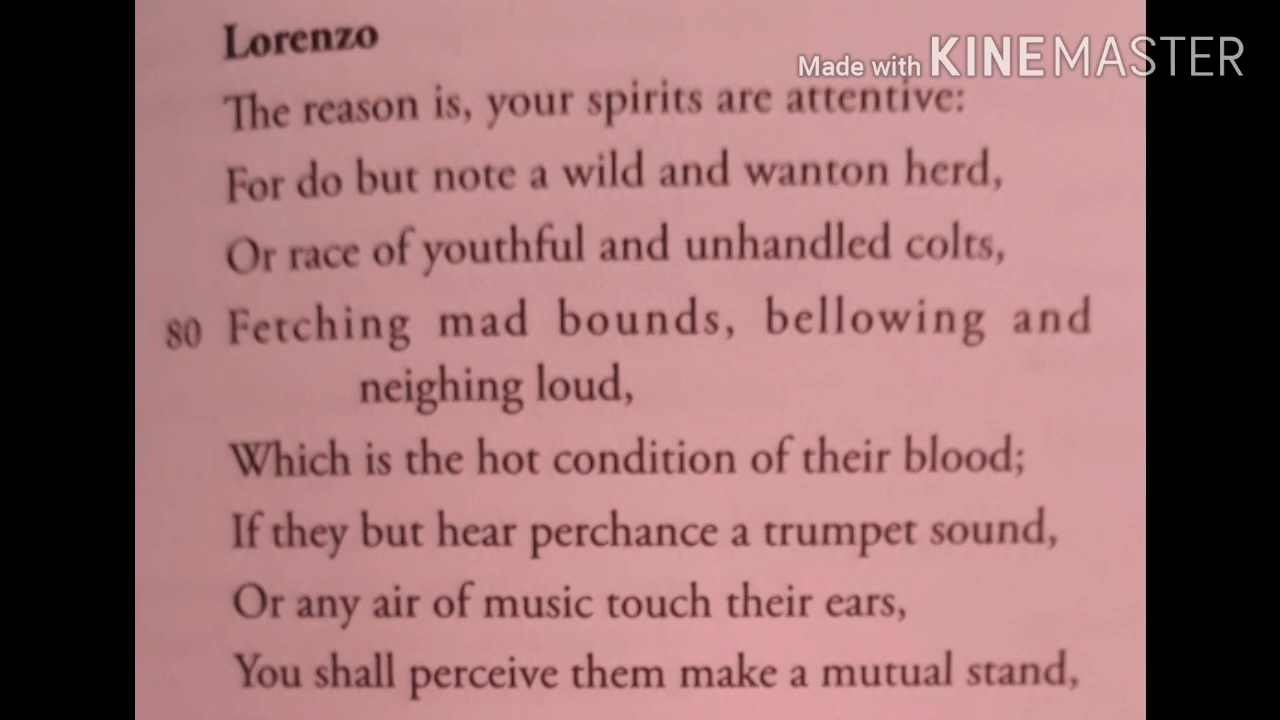 Lorenzo
Made with KINEMASTER
The reason is, your spirits are attentive:
For do but note a wild and wanton herd,
Or race of youthful and unhandled colts,
80 Fetching mad bounds, bellowing and
neighing loud,
Which is the hot condition of their blood;
If they but hear perchance a trumpet sound,
Or any air of music touch their ears,
You shall perceive them make a mutual stand,